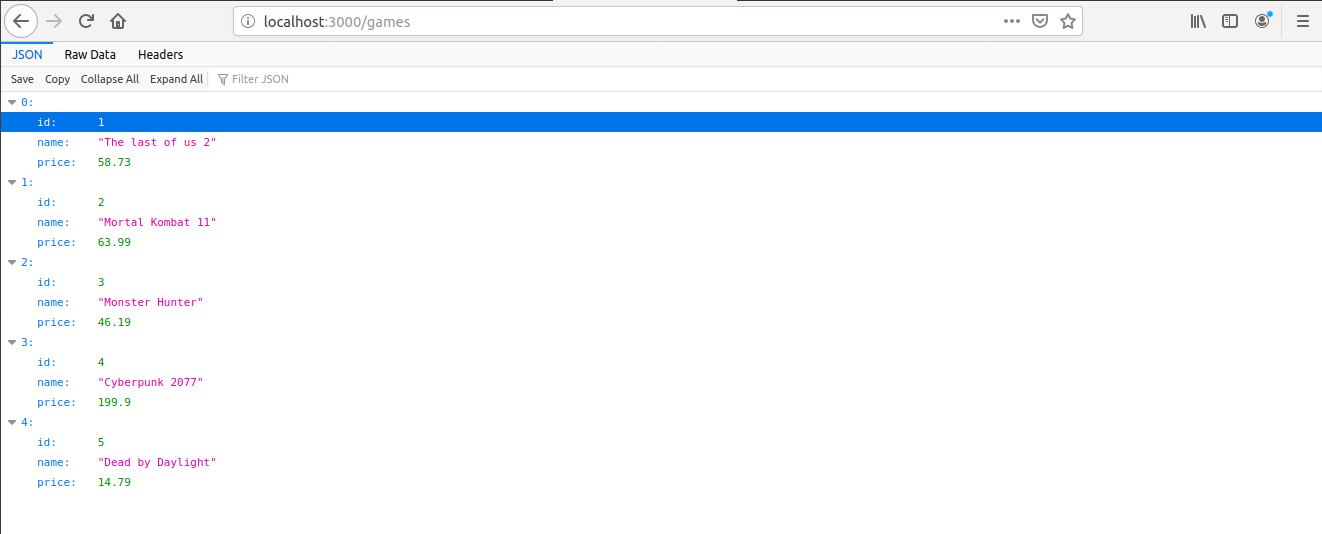 localhost:3000/games
JSON Raw Data Headers
Save Copy Collapse All Expand All Filter JSON
0:
id: 1
name: "The last of us 2"
price: 58.73
1:
id: 2
name: "Mortal Kombat 11"
price: 63.99
2:
id: 3
name: "Monster Hunter"
price: 46.19
3:
id: 4
name: "Cyberpunk 2077"
price: 199.9
4:
id: 5
name: "Dead by Daylight"
price: 14.79